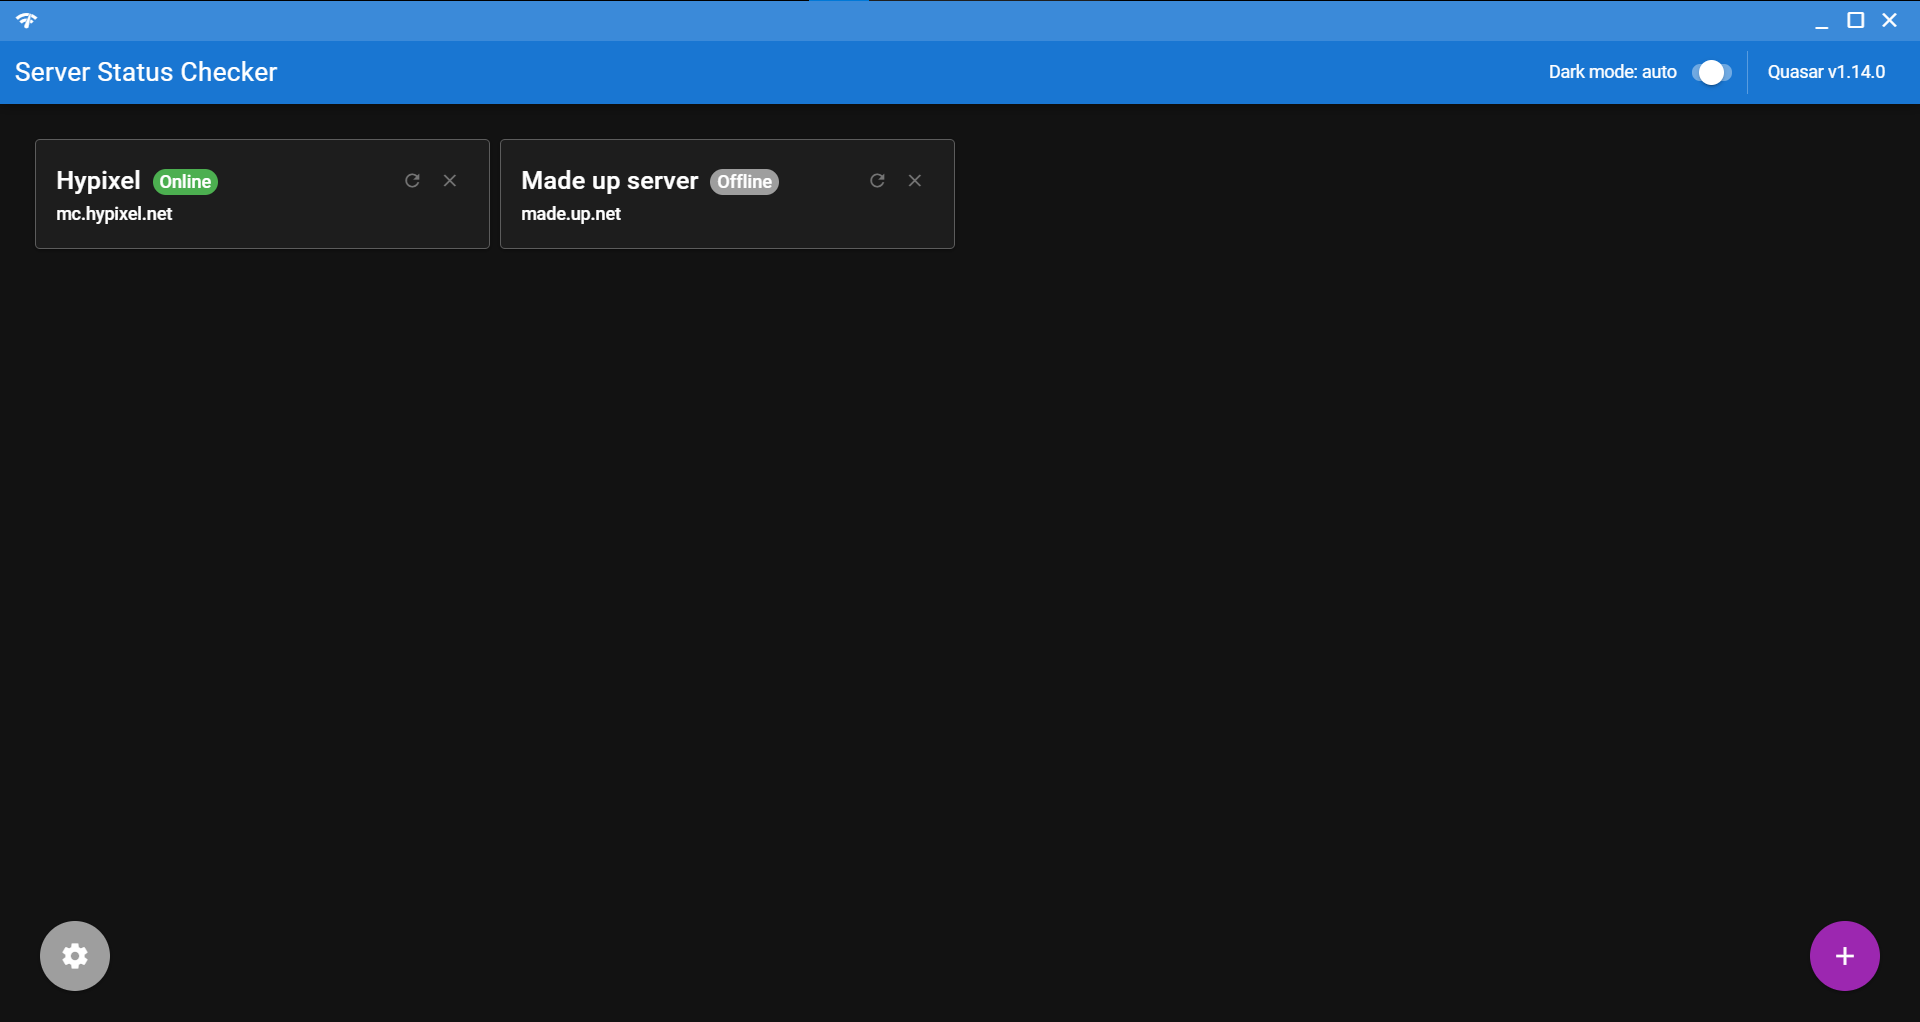 Server Status Checker
Dark mode: auto
Quasar v1.14.0
Hypixel Online
mc.hypixel.net
Made up server Offline
made.up.net